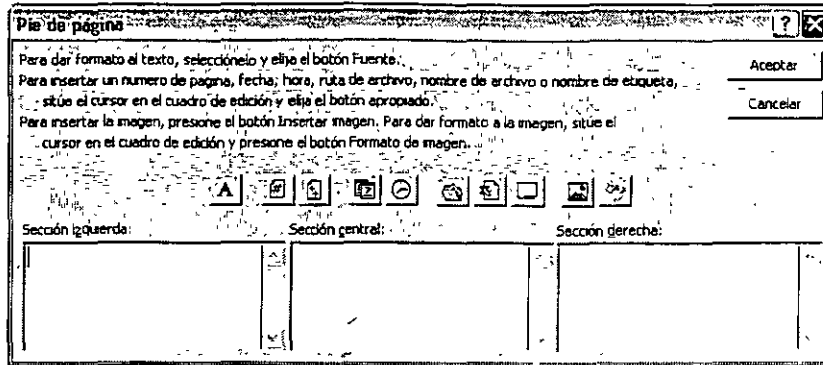 Pie de página
Para dar formato al texto, selecciónelo y elija el botón Fuente.
Para insertar un numero de pagina, fecha, hora, ruta de archivo, nombre de archivo o nombre de etiqueta,
sitúe el cursor en el cuadro de edición y elija el botón apropiado.
Para insertar la imagen, presione el botón Insertar imagen. Para dar formato a la imagen, sitúe el
cursor en el cuadro de edición y presione el botón Formato de imagen.
Aceptar
Cancelar
A
Sección izquierda:
Sección central:
Sección derecha: